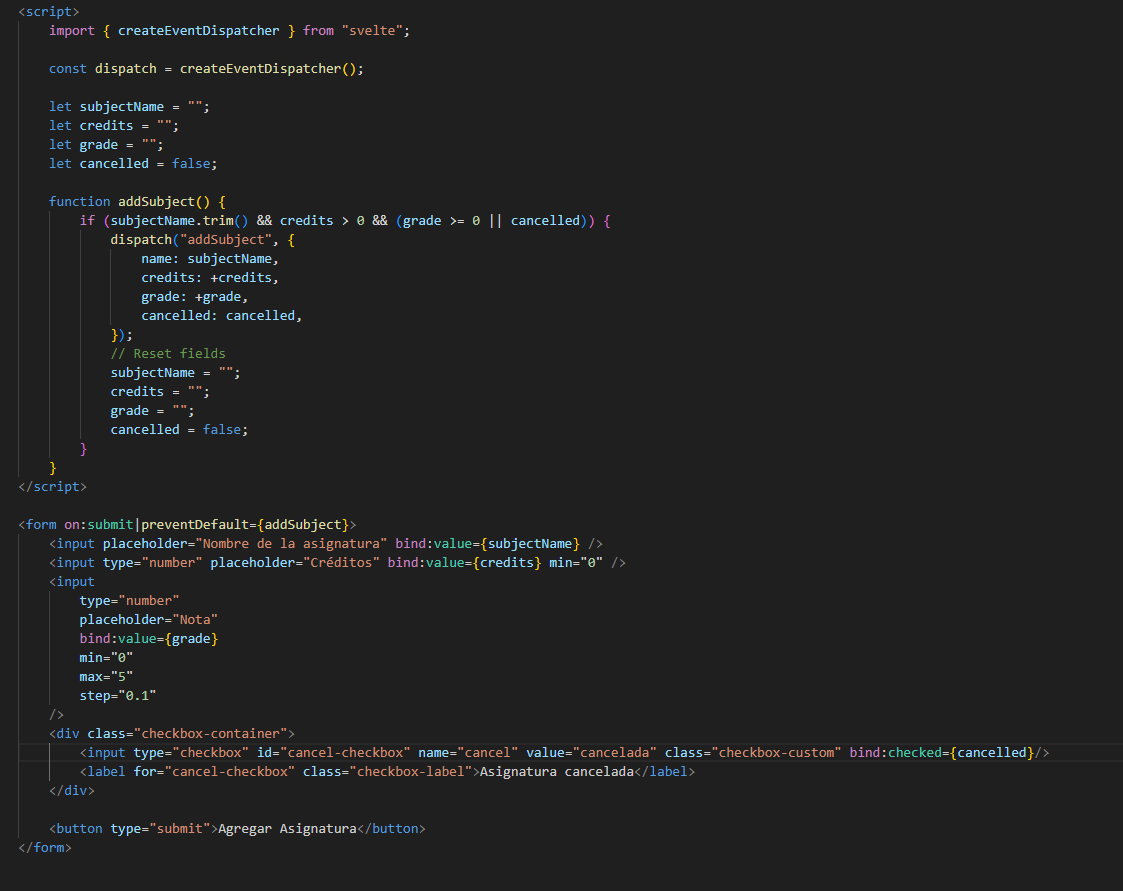 <script>
    import { createEventDispatcher } from "svelte";

    const dispatch = createEventDispatcher();

    let subjectName = "";
    let credits = "";
    let grade = "";
    let cancelled = false;

    function addSubject() {
        if (subjectName.trim() && credits > 0 && (grade >= 0 || cancelled)) {
            dispatch("addSubject", {
                name: subjectName,
                credits: +credits,
                grade: +grade,
                cancelled: cancelled,
            });
            // Reset fields
            subjectName = "";
            credits = "";
            grade = "";
            cancelled = false;
        }
    }
</script>

<form on:submit|preventDefault={addSubject}>
    <input placeholder="Nombre de la asignatura" bind:value={subjectName} />
    <input type="number" placeholder="Créditos" bind:value={credits} min="0" />
    <input
        type="number"
        placeholder="Nota"
        bind:value={grade}
        min="0"
        max="5"
        step="0.1"
    />
    <div class="checkbox-container">
        <input type="checkbox" id="cancel-checkbox" name="cancel" value="cancelada" class="checkbox-custom" bind:checked={cancelled}/>
        <label for="cancel-checkbox" class="checkbox-label">Asignatura cancelada</label>
    </div>

    <button type="submit">Agregar Asignatura</button>
</form>